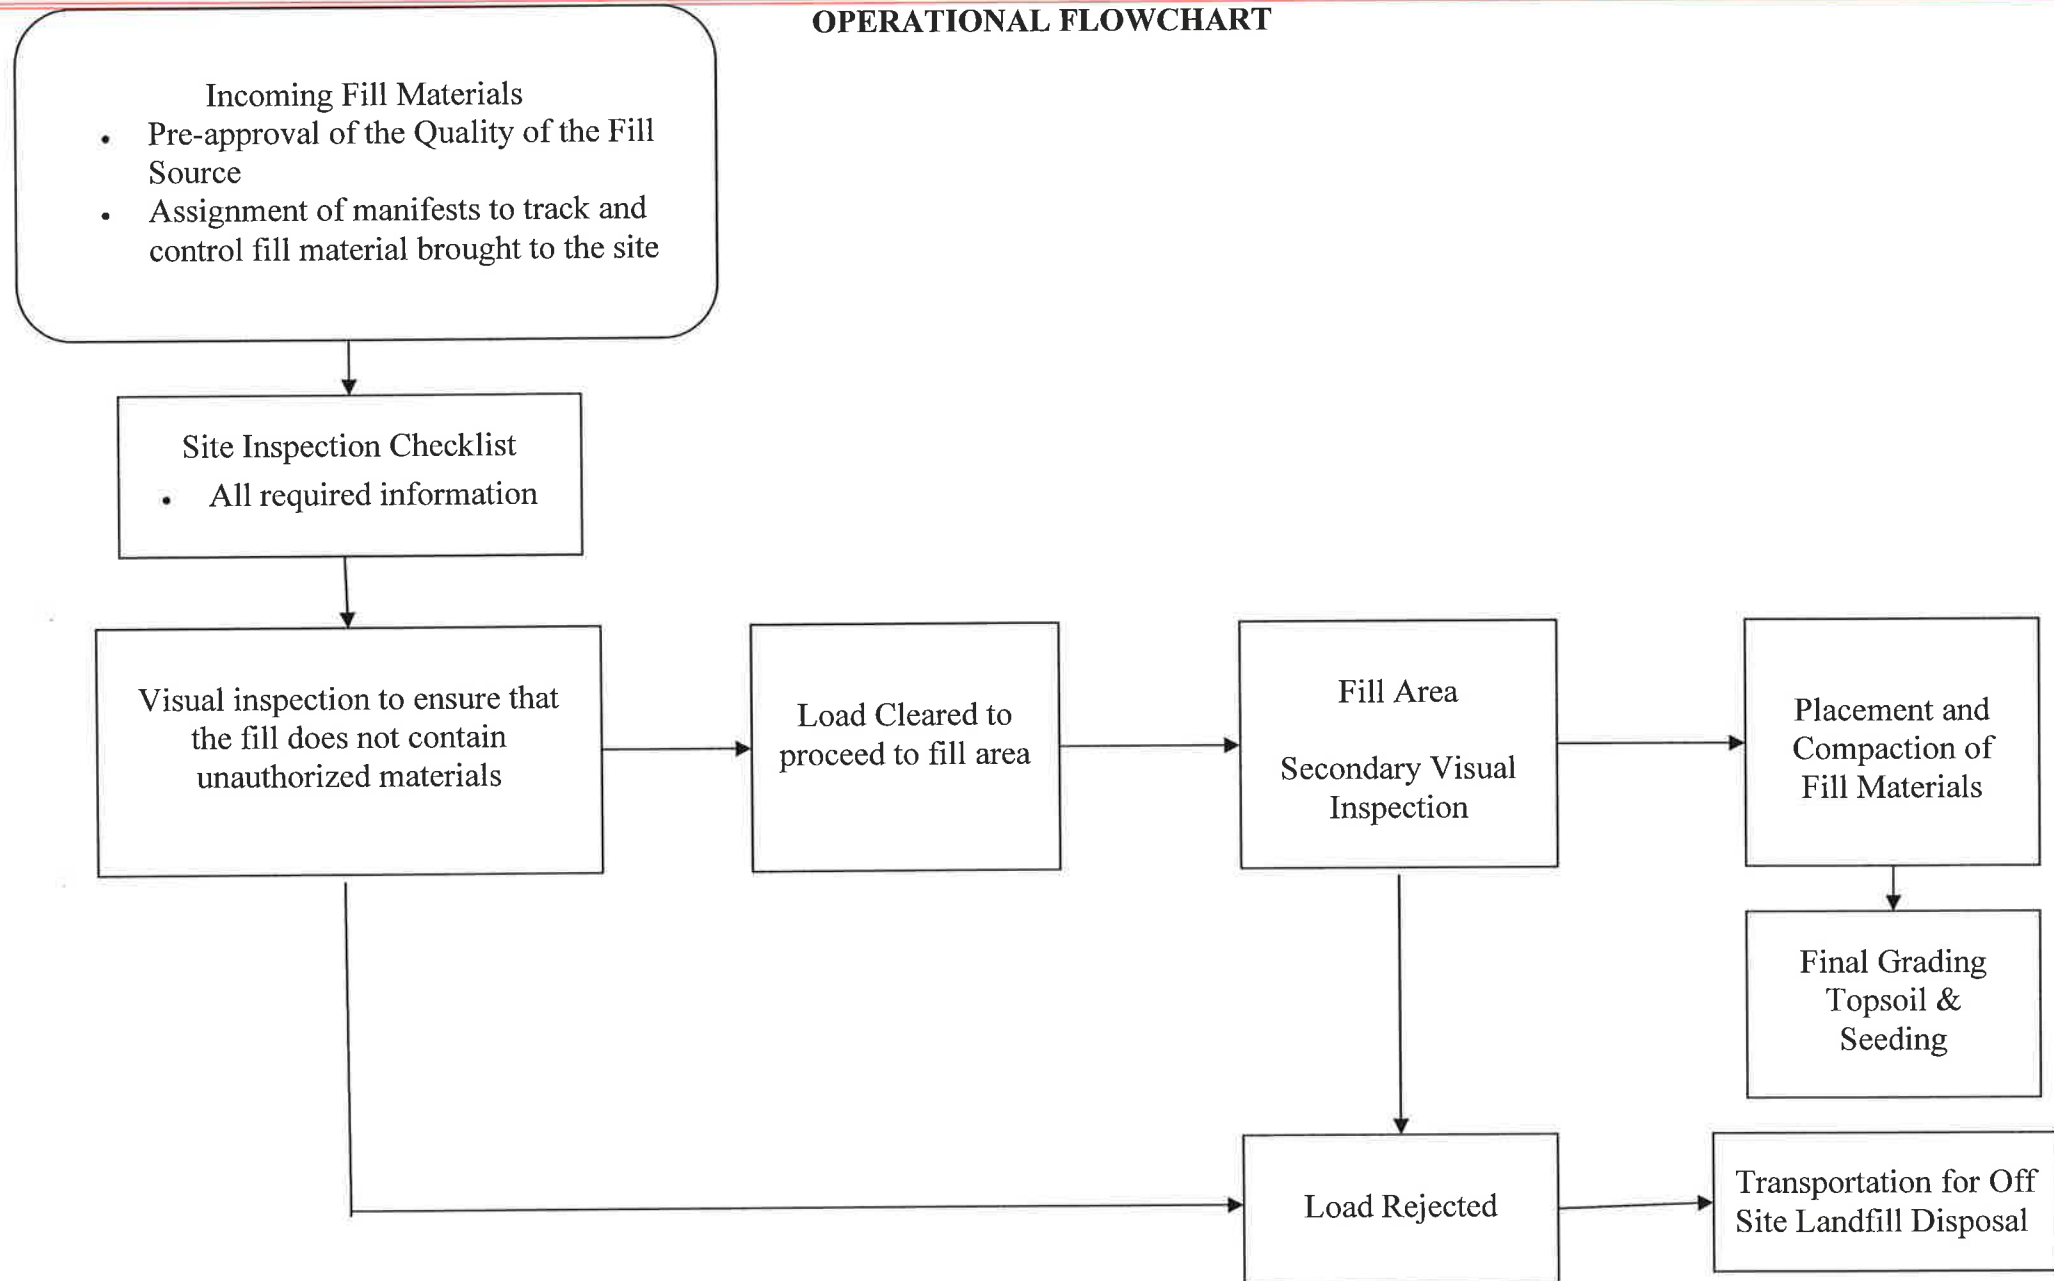 OPERATIONAL FLOWCHART
Incoming Fill Materials
• Pre-approval of the Quality of the Fill
Source
• Assignment of manifests to track and
control fill material brought to the site
Site Inspection Checklist
• All required information
Visual inspection to ensure that
the fill does not contain
unauthorized materials
Load Cleared to
proceed to fill area
Fill Area
Secondary Visual
Inspection
Placement and
Compaction of
Fill Materials
Final Grading
Topsoil &
Seeding
Load Rejected
Transportation for Off
Site Landfill Disposal